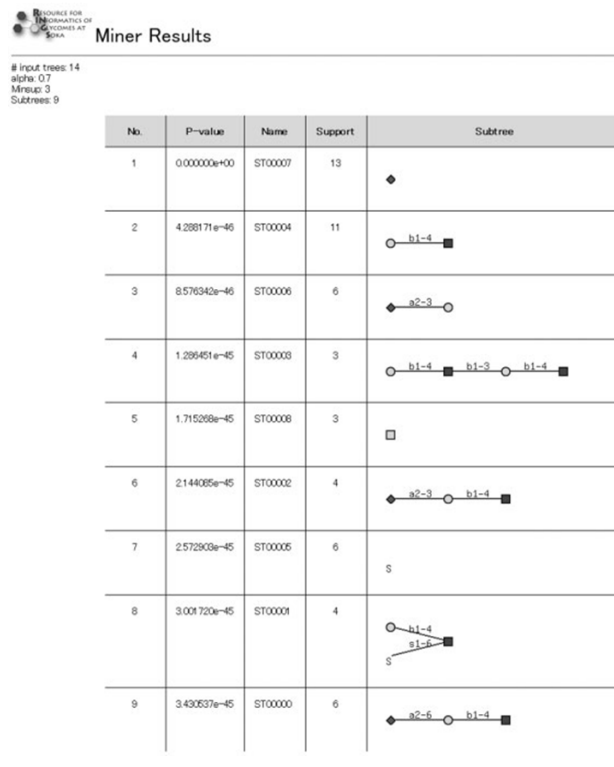 RESOURCE FOR
INFORMATICS OF
GLYCOMES AT
SOKA
Miner Results
# input trees: 14
alpha: 0.7
Minsup: 3
Subtrees: 9
No. P-value Name Support Subtree
1 0.000000e+00 ST00007 13
2 4.288171e-46 ST00004 11 b1-4
3 8.576342e-46 ST00006 6 a2-3
4 1.286451e-45 ST00003 3 b1-4 b1-3 b1-4
5 1.715268e-45 ST00008 3
6 2.144085e-45 ST00002 4 a2-3 b1-4
7 2.572903e-45 ST00005 6 S
8 3.001720e-45 ST00001 4 b1-4
s1-6
S
9 3.430537e-45 ST00000 6 a2-6 b1-4